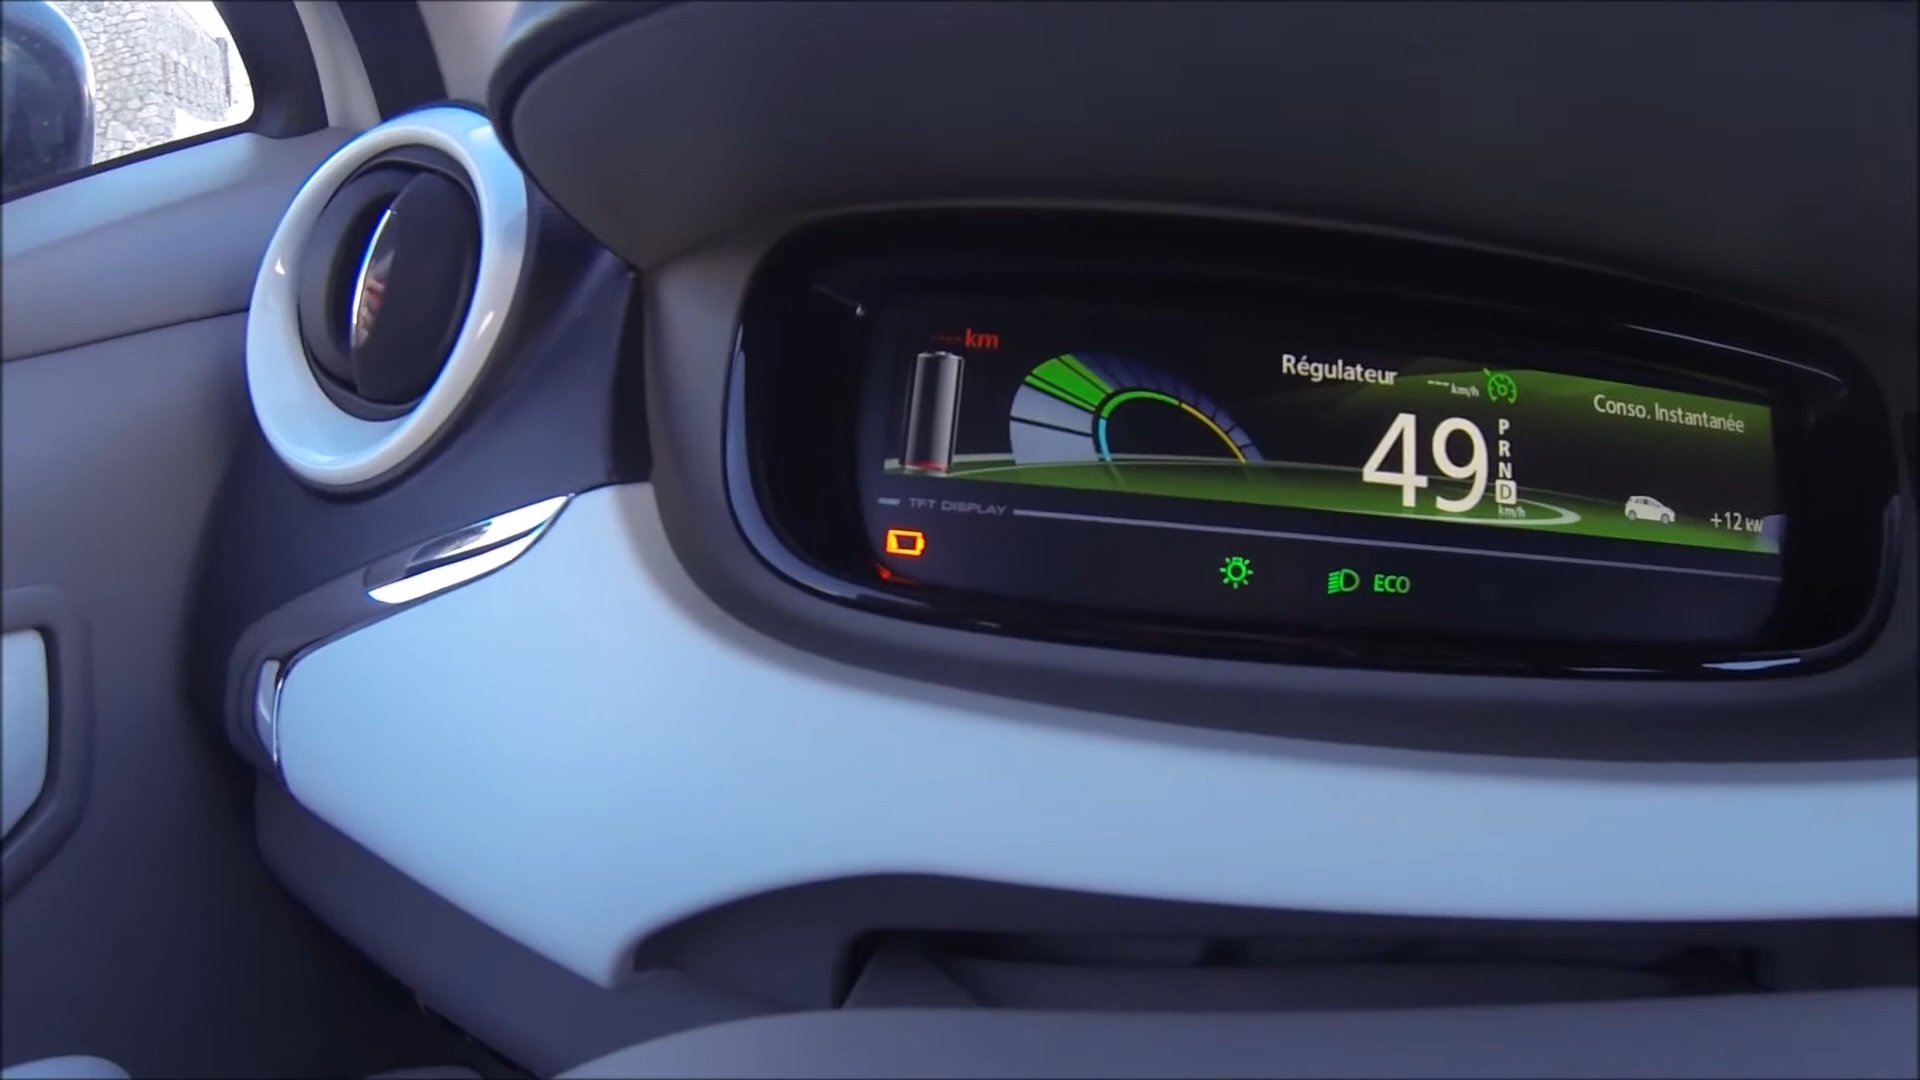 ---- km
Régulateur --- km/h
Conso. Instantanée
49
P
R
N
D
km/h
+12 kW
TFT DISPLAY
ECO